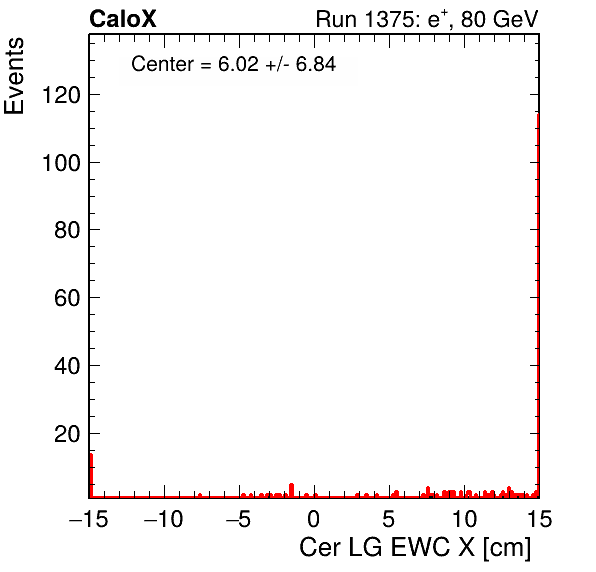 CaloX
Run 1375: e+, 80 GeV
Center = 6.02 +/- 6.84
Events
120
100
80
60
40
20
−15 −10 −5 0 5 10 15
Cer LG EWC X [cm]